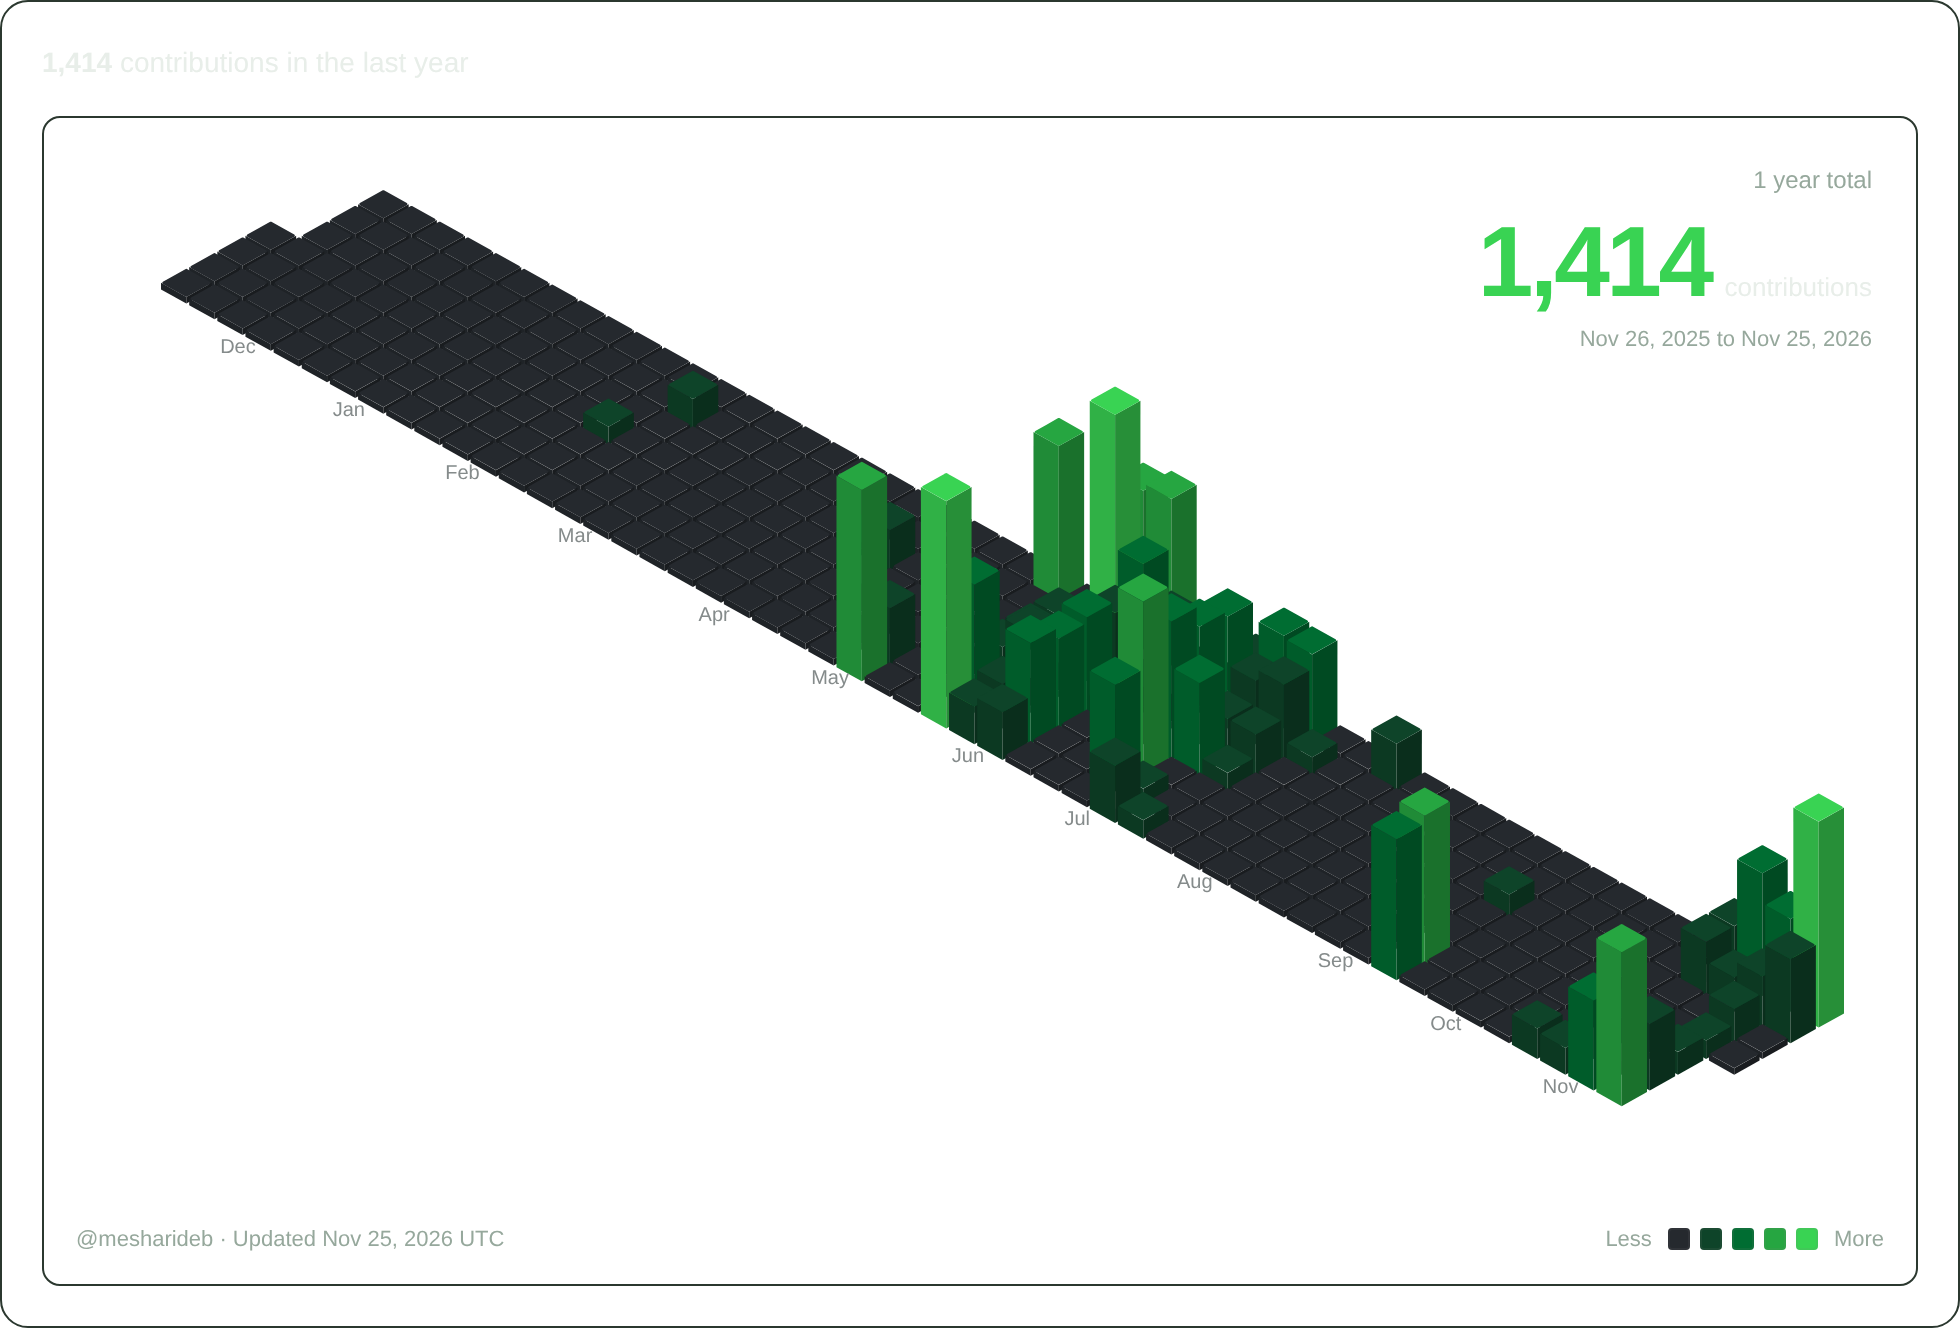 1,414 contributions in the last year
1 year total
1,414 contributions
Nov 26, 2025 to Nov 25, 2026
Dec
Jan
Feb
Mar
Apr
May
Jun
Jul
Aug
Sep
Oct
Nov
@mesharideb · Updated Nov 25, 2026 UTC
Less More